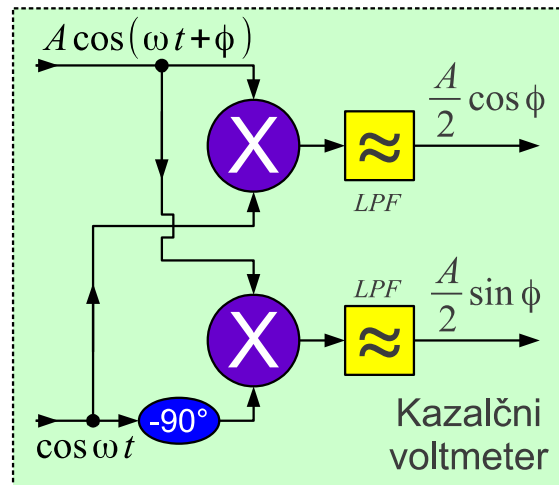 A cos(ω t+ϕ)
X
≈
A/2 cos ϕ
LPF
X
LPF
≈
A/2 sin ϕ
-90°
cos ω t
Kazalčni
voltmeter